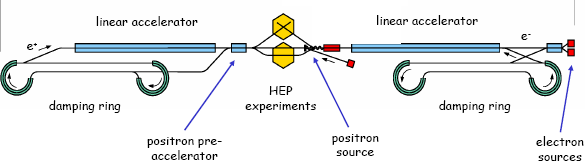 linear accelerator
linear accelerator
e⁺
e⁻
damping ring
HEP
experiments
damping ring
positron pre-
accelerator
positron
source
electron
sources